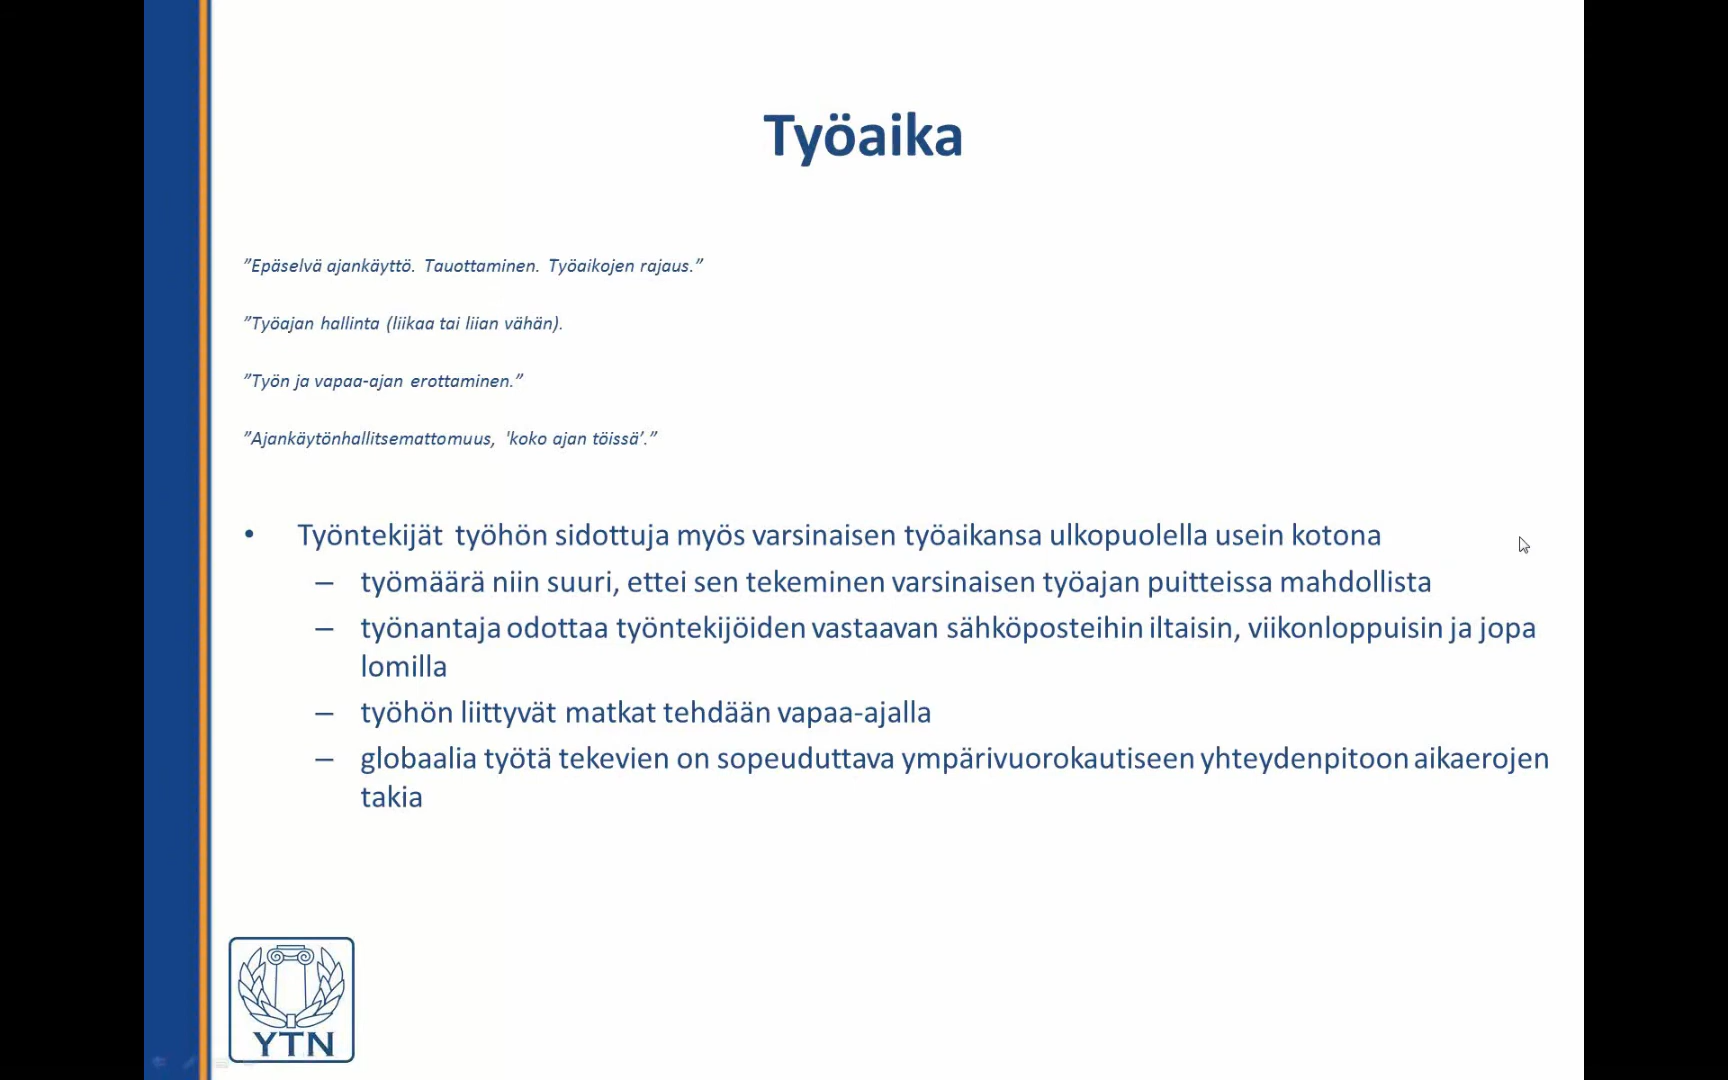 Työaika
”Epäselvä ajankäyttö. Tauottaminen. Työaikojen rajaus.”
”Työajan hallinta (liikaa tai liian vähän).
”Työn ja vapaa-ajan erottaminen.”
”Ajankäytönhallitsemattomuus, 'koko ajan töissä’.”
• Työntekijät työhön sidottuja myös varsinaisen työaikansa ulkopuolella usein kotona
– työmäärä niin suuri, ettei sen tekeminen varsinaisen työajan puitteissa mahdollista
– työnantaja odottaa työntekijöiden vastaavan sähköposteihin iltaisin, viikonloppuisin ja jopa
lomilla
– työhön liittyvät matkat tehdään vapaa-ajalla
– globaalia työtä tekevien on sopeuduttava ympärivuorokautiseen yhteydenpitoon aikaerojen
takia
YTN